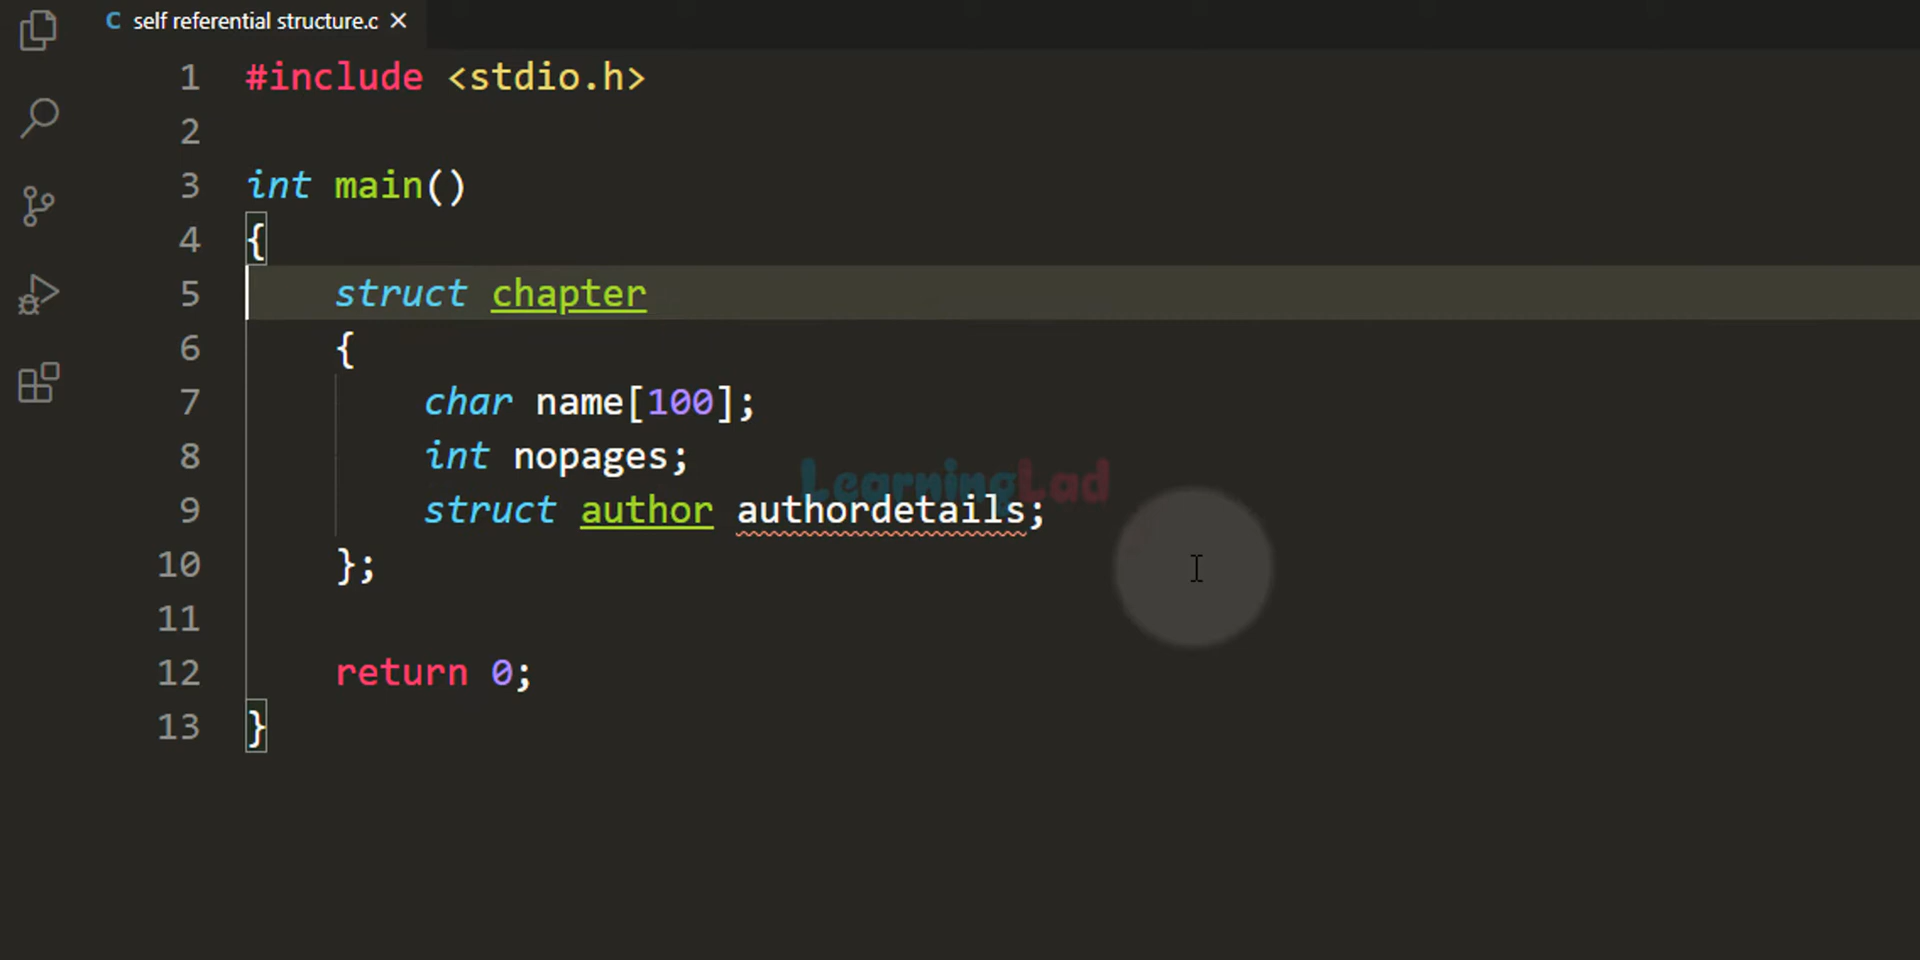 self referential structure.c
1 #include <stdio.h>
2
3 int main()
4 {
5 struct chapter
6 {
7 char name[100];
8 int nopages;
LearningLad
9 struct author authordetails;
10 };
11
12 return 0;
13 }